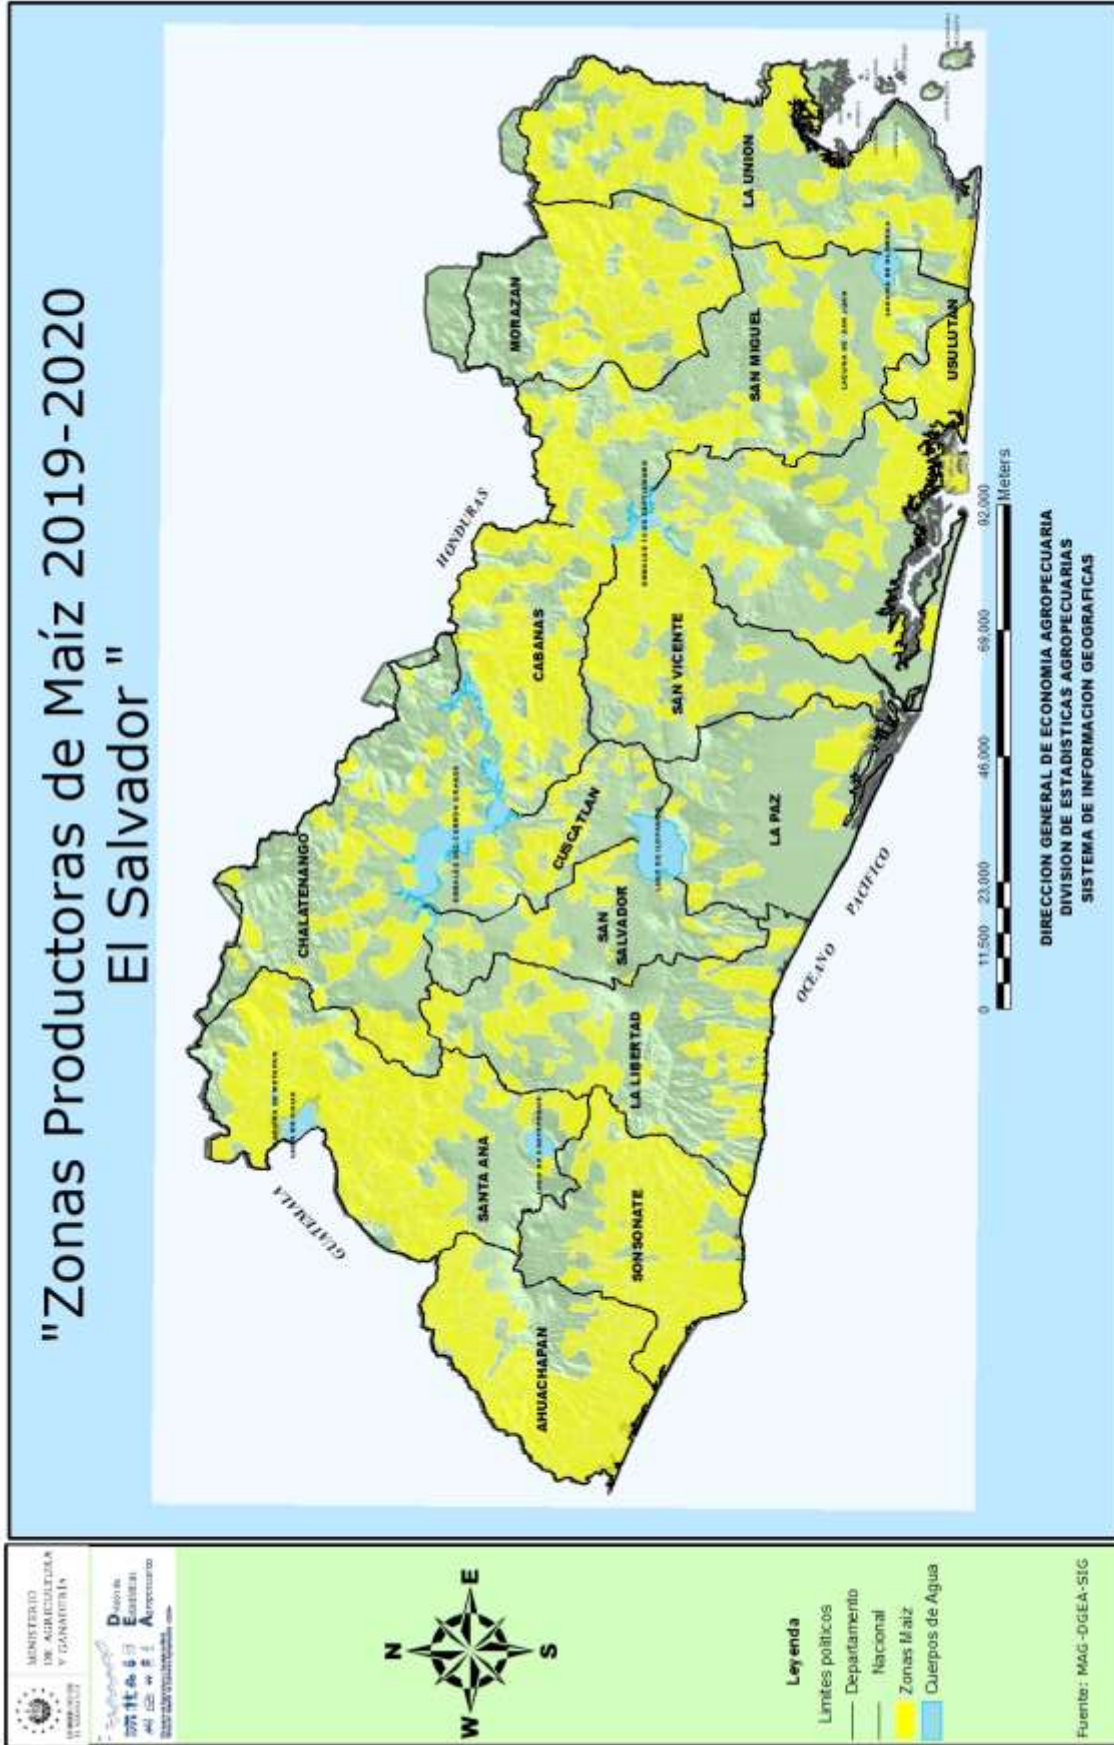 "Zonas Productoras de Maíz 2019-2020
El Salvador "
HONDURAS
GUATEMALA
OCEANO
PACIFICO
MORAZAN
LA UNION
SAN MIGUEL
USULUTAN
CABANAS
SAN VICENTE
CHALATENANGO
CUSCATLAN
LA PAZ
SAN
SALVADOR
LA LIBERTAD
SANTA ANA
SONSONATE
AHUACHAPAN
0 11,500 23,000 46,000 69,000 92,000
Meters
DIRECCION GENERAL DE ECONOMIA AGROPECUARIA
DIVISION DE ESTADISTICAS AGROPECUARIAS
SISTEMA DE INFORMACION GEOGRAFICAS
MINISTERIO
DE AGRICULTURA
Y GANADERÍA
N
W E
S
Leyenda
Limites politicos
Departamento
Nacional
Zonas Maiz
Cuerpos de Agua
Fuente: MAG-DGEA-SIG